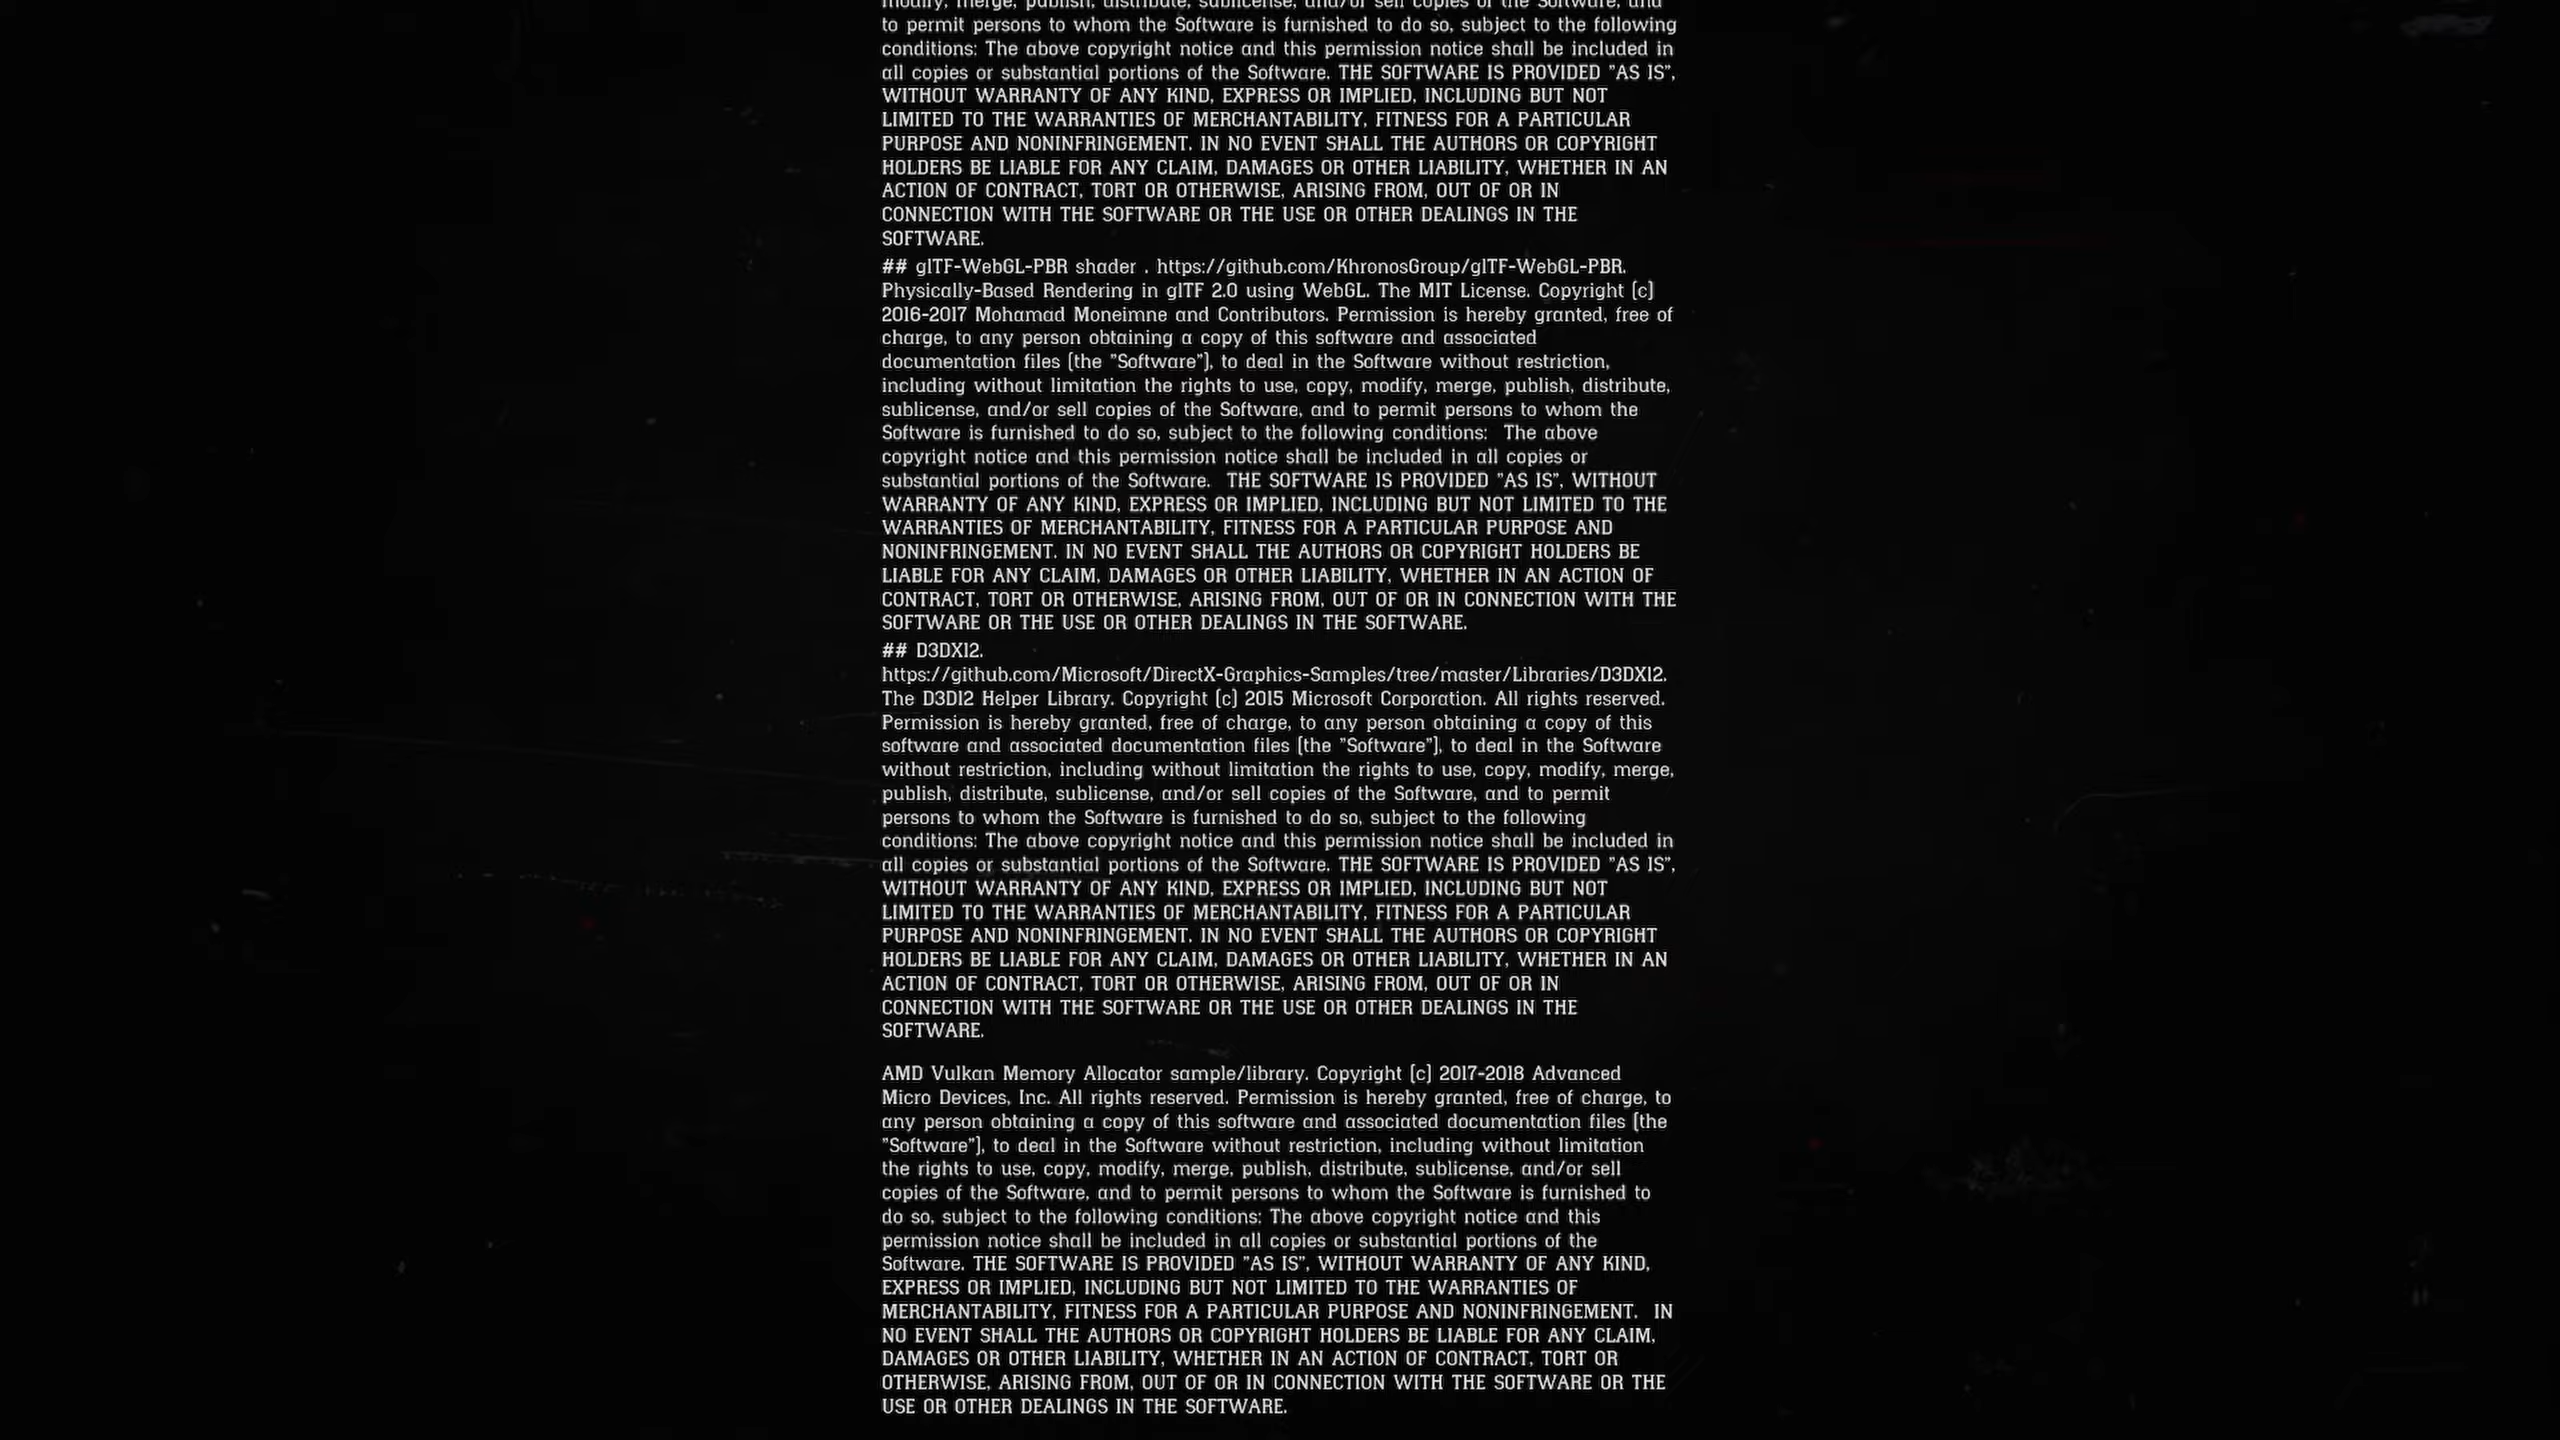 modify, merge, publish, distribute, sublicense, and/or sell copies of the Software, and
to permit persons to whom the Software is furnished to do so, subject to the following
conditions: The above copyright notice and this permission notice shall be included in
all copies or substantial portions of the Software. THE SOFTWARE IS PROVIDED "AS IS",
WITHOUT WARRANTY OF ANY KIND, EXPRESS OR IMPLIED, INCLUDING BUT NOT
LIMITED TO THE WARRANTIES OF MERCHANTABILITY, FITNESS FOR A PARTICULAR
PURPOSE AND NONINFRINGEMENT. IN NO EVENT SHALL THE AUTHORS OR COPYRIGHT
HOLDERS BE LIABLE FOR ANY CLAIM, DAMAGES OR OTHER LIABILITY, WHETHER IN AN
ACTION OF CONTRACT, TORT OR OTHERWISE, ARISING FROM, OUT OF OR IN
CONNECTION WITH THE SOFTWARE OR THE USE OR OTHER DEALINGS IN THE
SOFTWARE.
## glTF-WebGL-PBR shader . https://github.com/KhronosGroup/glTF-WebGL-PBR.
Physically-Based Rendering in glTF 2.0 using WebGL. The MIT License. Copyright (c)
2016-2017 Mohamad Moneimne and Contributors. Permission is hereby granted, free of
charge, to any person obtaining a copy of this software and associated
documentation files (the "Software"), to deal in the Software without restriction,
including without limitation the rights to use, copy, modify, merge, publish, distribute,
sublicense, and/or sell copies of the Software, and to permit persons to whom the
Software is furnished to do so, subject to the following conditions:  The above
copyright notice and this permission notice shall be included in all copies or
substantial portions of the Software.  THE SOFTWARE IS PROVIDED "AS IS", WITHOUT
WARRANTY OF ANY KIND, EXPRESS OR IMPLIED, INCLUDING BUT NOT LIMITED TO THE
WARRANTIES OF MERCHANTABILITY, FITNESS FOR A PARTICULAR PURPOSE AND
NONINFRINGEMENT. IN NO EVENT SHALL THE AUTHORS OR COPYRIGHT HOLDERS BE
LIABLE FOR ANY CLAIM, DAMAGES OR OTHER LIABILITY, WHETHER IN AN ACTION OF
CONTRACT, TORT OR OTHERWISE, ARISING FROM, OUT OF OR IN CONNECTION WITH THE
SOFTWARE OR THE USE OR OTHER DEALINGS IN THE SOFTWARE.
## D3DX12.
https://github.com/Microsoft/DirectX-Graphics-Samples/tree/master/Libraries/D3DX12.
The D3D12 Helper Library. Copyright (c) 2015 Microsoft Corporation. All rights reserved.
Permission is hereby granted, free of charge, to any person obtaining a copy of this
software and associated documentation files (the "Software"), to deal in the Software
without restriction, including without limitation the rights to use, copy, modify, merge,
publish, distribute, sublicense, and/or sell copies of the Software, and to permit
persons to whom the Software is furnished to do so, subject to the following
conditions: The above copyright notice and this permission notice shall be included in
all copies or substantial portions of the Software. THE SOFTWARE IS PROVIDED "AS IS",
WITHOUT WARRANTY OF ANY KIND, EXPRESS OR IMPLIED, INCLUDING BUT NOT
LIMITED TO THE WARRANTIES OF MERCHANTABILITY, FITNESS FOR A PARTICULAR
PURPOSE AND NONINFRINGEMENT. IN NO EVENT SHALL THE AUTHORS OR COPYRIGHT
HOLDERS BE LIABLE FOR ANY CLAIM, DAMAGES OR OTHER LIABILITY, WHETHER IN AN
ACTION OF CONTRACT, TORT OR OTHERWISE, ARISING FROM, OUT OF OR IN
CONNECTION WITH THE SOFTWARE OR THE USE OR OTHER DEALINGS IN THE
SOFTWARE.
AMD Vulkan Memory Allocator sample/library. Copyright (c) 2017-2018 Advanced
Micro Devices, Inc. All rights reserved. Permission is hereby granted, free of charge, to
any person obtaining a copy of this software and associated documentation files (the
"Software"), to deal in the Software without restriction, including without limitation
the rights to use, copy, modify, merge, publish, distribute, sublicense, and/or sell
copies of the Software, and to permit persons to whom the Software is furnished to
do so, subject to the following conditions: The above copyright notice and this
permission notice shall be included in all copies or substantial portions of the
Software. THE SOFTWARE IS PROVIDED "AS IS", WITHOUT WARRANTY OF ANY KIND,
EXPRESS OR IMPLIED, INCLUDING BUT NOT LIMITED TO THE WARRANTIES OF
MERCHANTABILITY, FITNESS FOR A PARTICULAR PURPOSE AND NONINFRINGEMENT.  IN
NO EVENT SHALL THE AUTHORS OR COPYRIGHT HOLDERS BE LIABLE FOR ANY CLAIM,
DAMAGES OR OTHER LIABILITY, WHETHER IN AN ACTION OF CONTRACT, TORT OR
OTHERWISE, ARISING FROM, OUT OF OR IN CONNECTION WITH THE SOFTWARE OR THE
USE OR OTHER DEALINGS IN THE SOFTWARE.